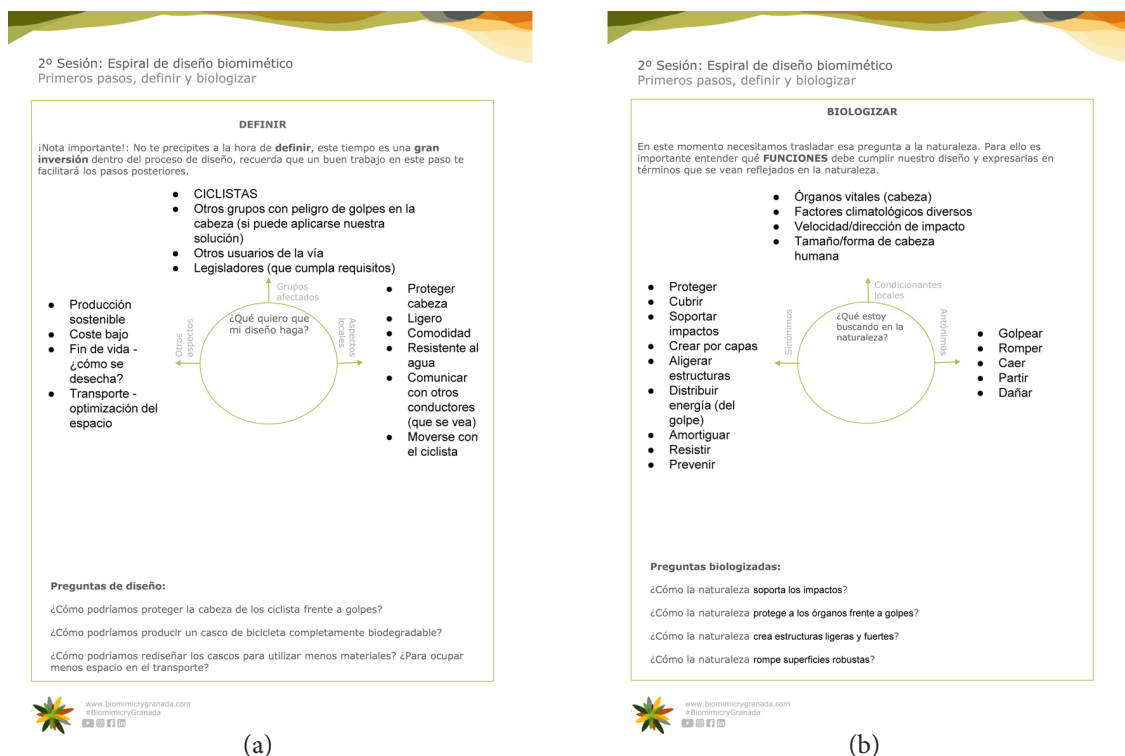 2º Sesión: Espiral de diseño biomimético
Primeros pasos, definir y biologizar
DEFINIR
¡Nota importante!: No te precipites a la hora de definir, este tiempo es una gran
inversión dentro del proceso de diseño, recuerda que un buen trabajo en este paso te
facilitará los pasos posteriores.
● CICLISTAS
● Otros grupos con peligro de golpes en la
cabeza (si puede aplicarse nuestra
solución)
● Otros usuarios de la vía
● Legisladores (que cumpla requisitos)
Grupos
afectados
● Producción
sostenible
● Coste bajo
● Fin de vida -
¿cómo se
desecha?
● Transporte -
optimización del
espacio
Otros
aspectos
¿Qué quiero que
mi diseño haga?
Aspectos
locales
● Proteger
cabeza
● Ligero
● Comodidad
● Resistente al
agua
● Comunicar
con otros
conductores
(que se vea)
● Moverse con
el ciclista
Preguntas de diseño:
¿Cómo podríamos proteger la cabeza de los ciclista frente a golpes?
¿Cómo podríamos producir un casco de bicicleta completamente biodegradable?
¿Cómo podríamos rediseñar los cascos para utilizar menos materiales? ¿Para ocupar
menos espacio en el transporte?
www.biomimicrygranada.com
#BiomimicryGranada
(a)
2º Sesión: Espiral de diseño biomimético
Primeros pasos, definir y biologizar
BIOLOGIZAR
En este momento necesitamos trasladar esa pregunta a la naturaleza. Para ello es
importante entender qué FUNCIONES debe cumplir nuestro diseño y expresarlas en
términos que se vean reflejados en la naturaleza.
● Órganos vitales (cabeza)
● Factores climatológicos diversos
● Velocidad/dirección de impacto
● Tamaño/forma de cabeza
humana
Condicionantes
locales
● Proteger
● Cubrir
● Soportar
impactos
● Crear por capas
● Aligerar
estructuras
● Distribuir
energía (del
golpe)
● Amortiguar
● Resistir
● Prevenir
Sinónimos
¿Qué estoy
buscando en la
naturaleza?
Antónimos
● Golpear
● Romper
● Caer
● Partir
● Dañar
Preguntas biologizadas:
¿Cómo la naturaleza soporta los impactos?
¿Cómo la naturaleza protege a los órganos frente a golpes?
¿Cómo la naturaleza crea estructuras ligeras y fuertes?
¿Cómo la naturaleza rompe superficies robustas?
www.biomimicrygranada.com
#BiomimicryGranada
(b)